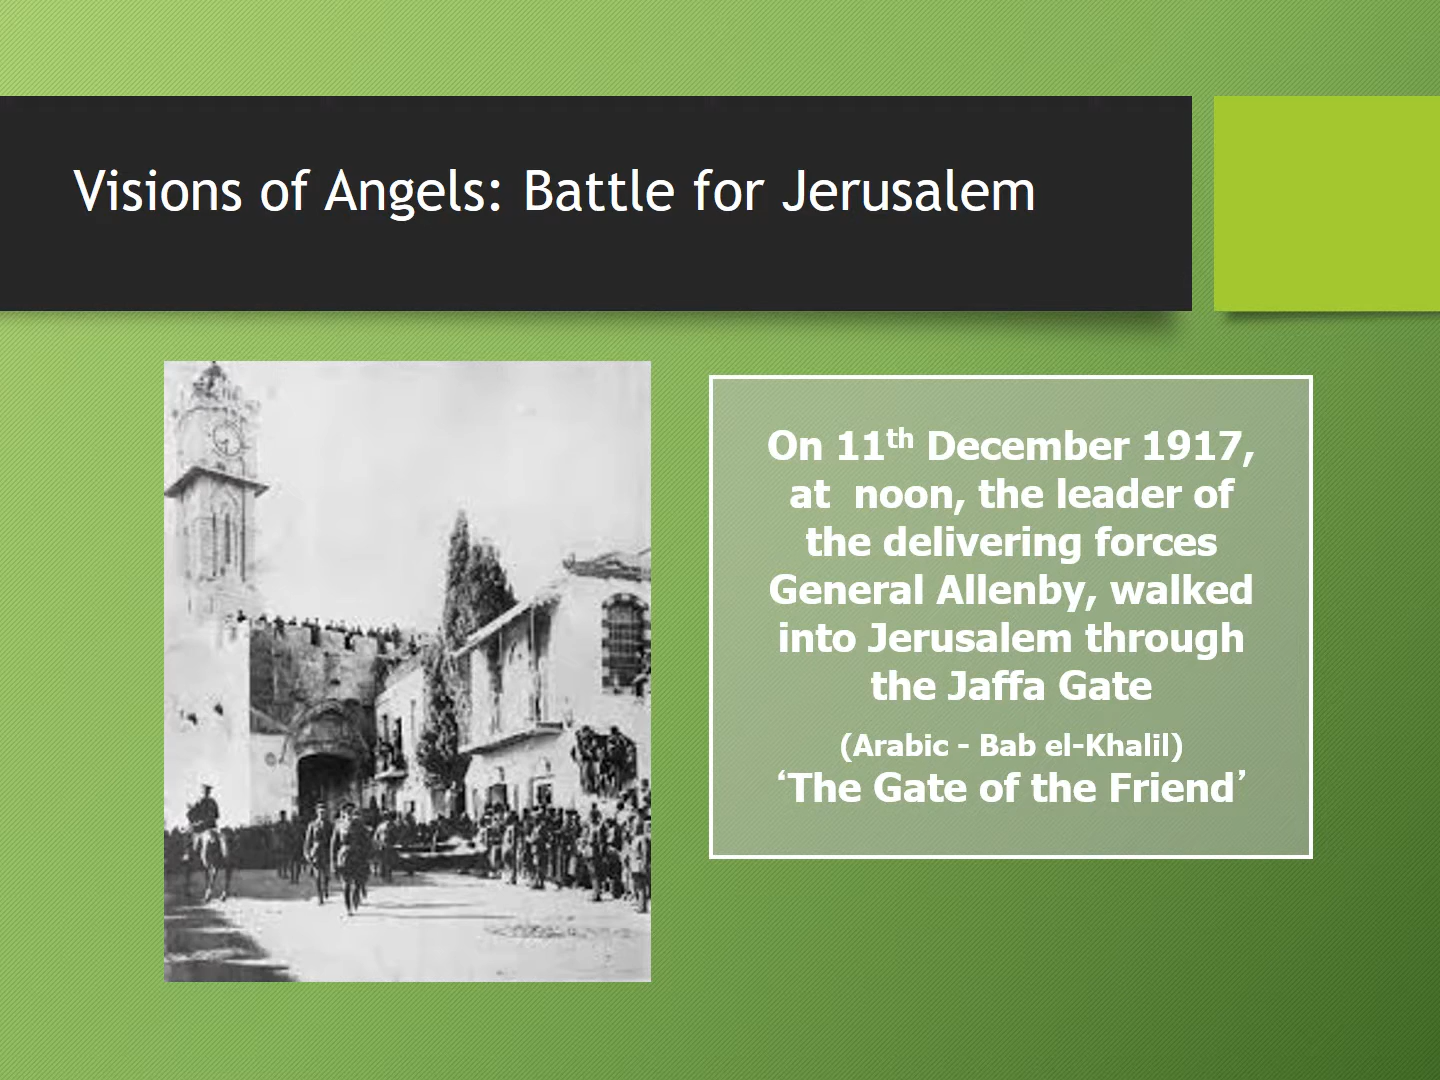 Visions of Angels: Battle for Jerusalem
On 11th December 1917,
at  noon, the leader of
the delivering forces
General Allenby, walked
into Jerusalem through
the Jaffa Gate
(Arabic - Bab el-Khalil)
‘The Gate of the Friend’